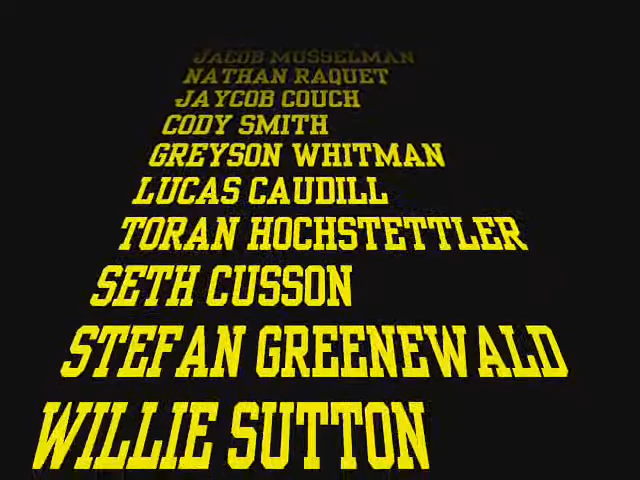 JACOB MUSSELMAN
NATHAN RAQUET
JAYCOB COUCH
CODY SMITH
GREYSON WHITMAN
LUCAS CAUDILL
TORAN HOCHSTETTLER
SETH CUSSON
STEFAN GREENEWALD
WILLIE SUTTON